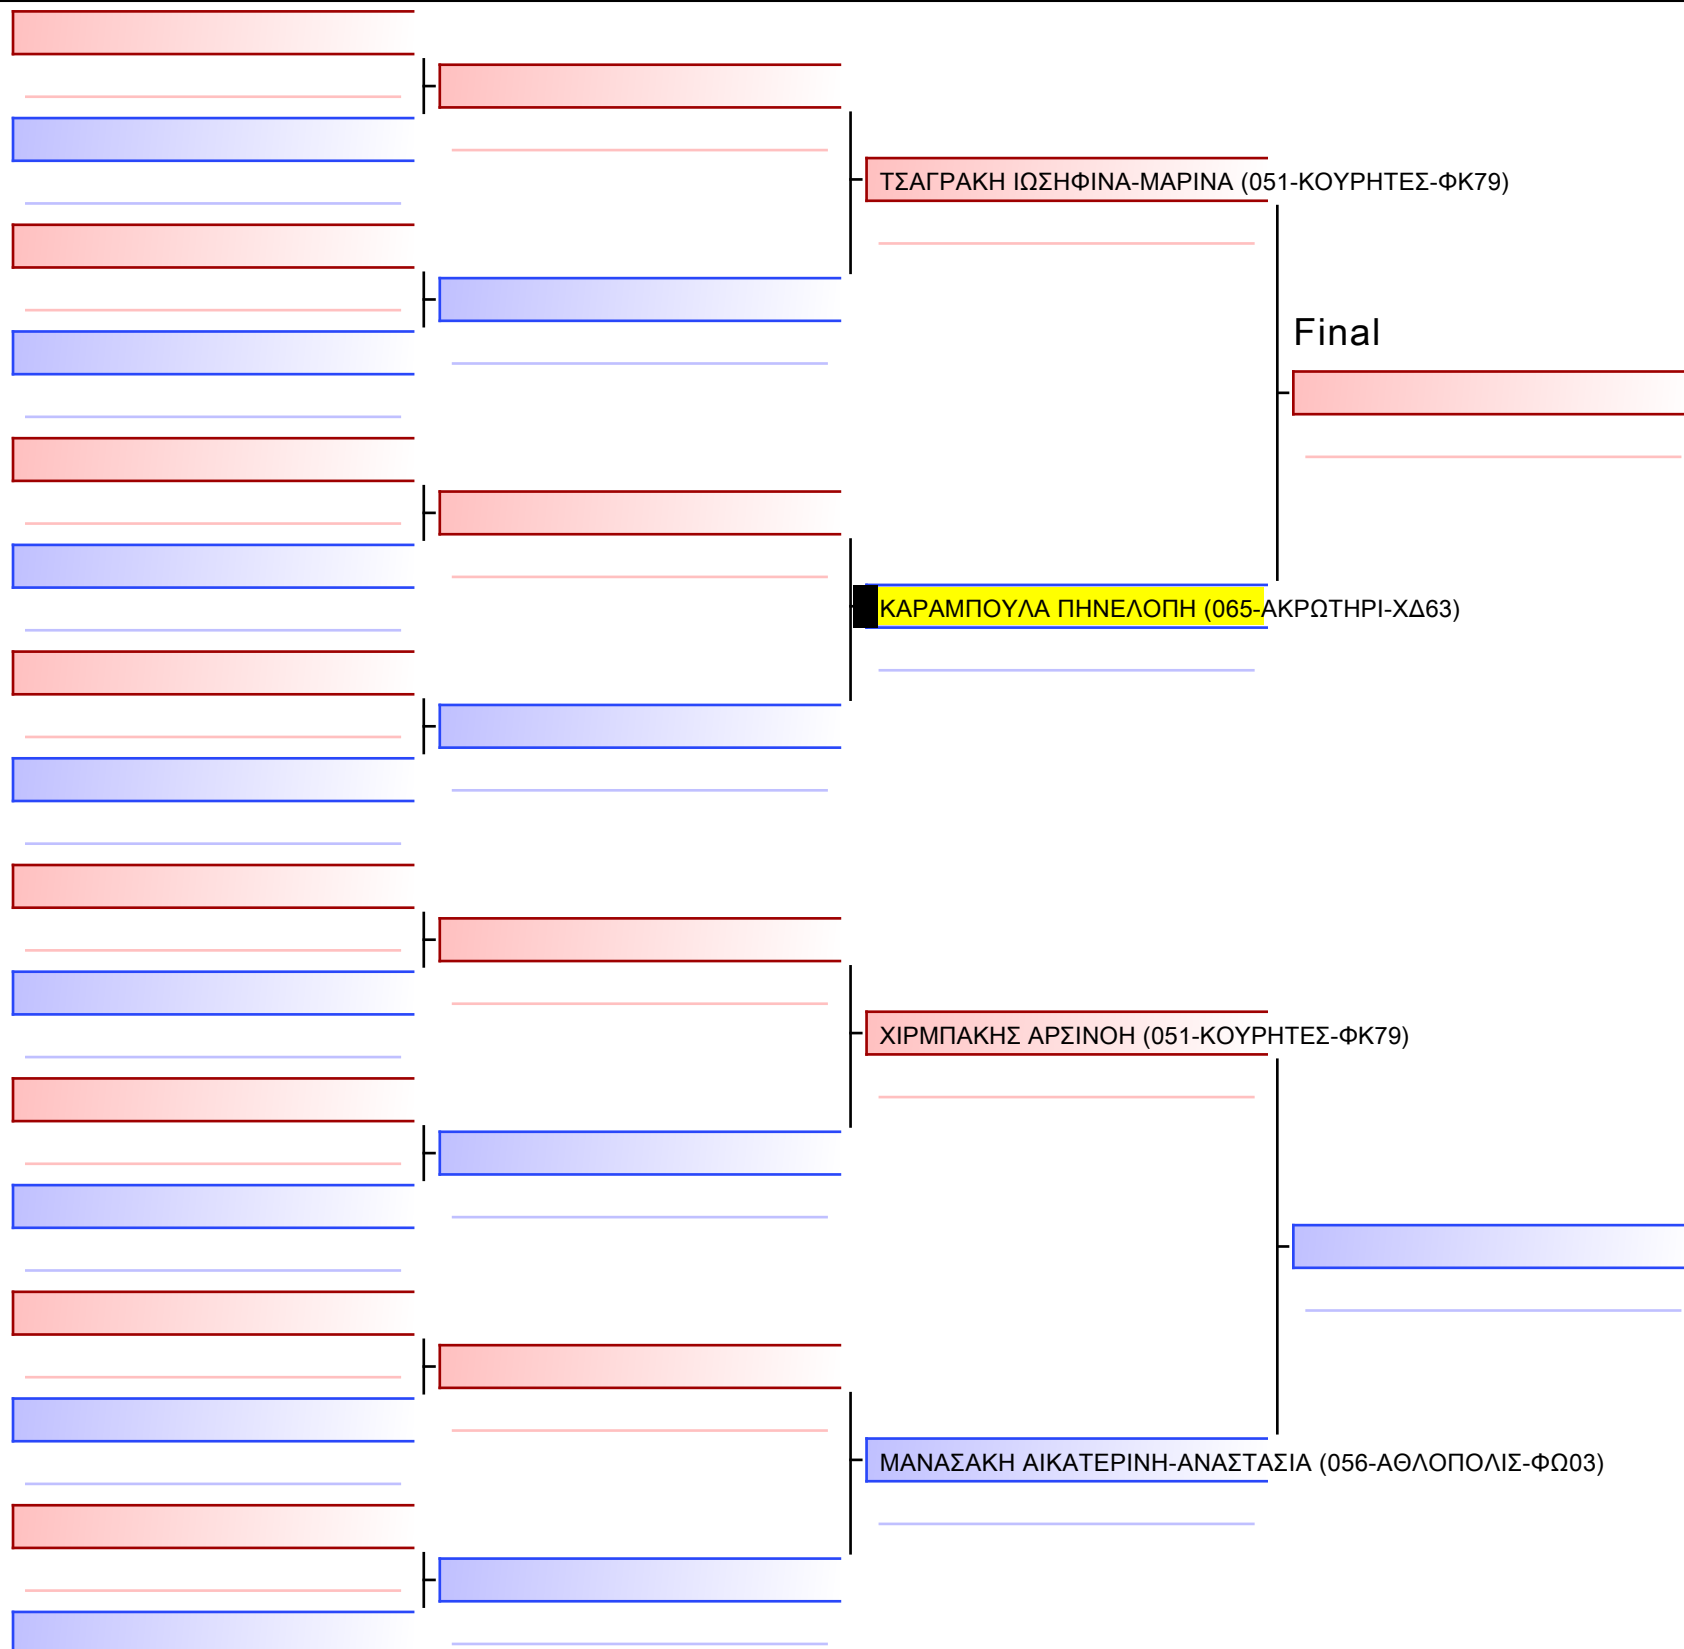 ΤΣΑΓΡΑΚΗ ΙΩΣΗΦΙΝΑ-ΜΑΡΙΝΑ (051-ΚΟΥΡΗΤΕΣ-ΦΚ79)
Final
ΚΑΡΑΜΠΟΥΛΑ ΠΗΝΕΛΟΠΗ (065-ΑΚΡΩΤΗΡΙ-ΧΔ63)
ΧΙΡΜΠΑΚΗΣ ΑΡΣΙΝΟΗ (051-ΚΟΥΡΗΤΕΣ-ΦΚ79)
ΜΑΝΑΣΑΚΗ ΑΙΚΑΤΕΡΙΝΗ-ΑΝΑΣΤΑΣΙΑ (056-ΑΘΛΟΠΟΛΙΣ-ΦΩ03)